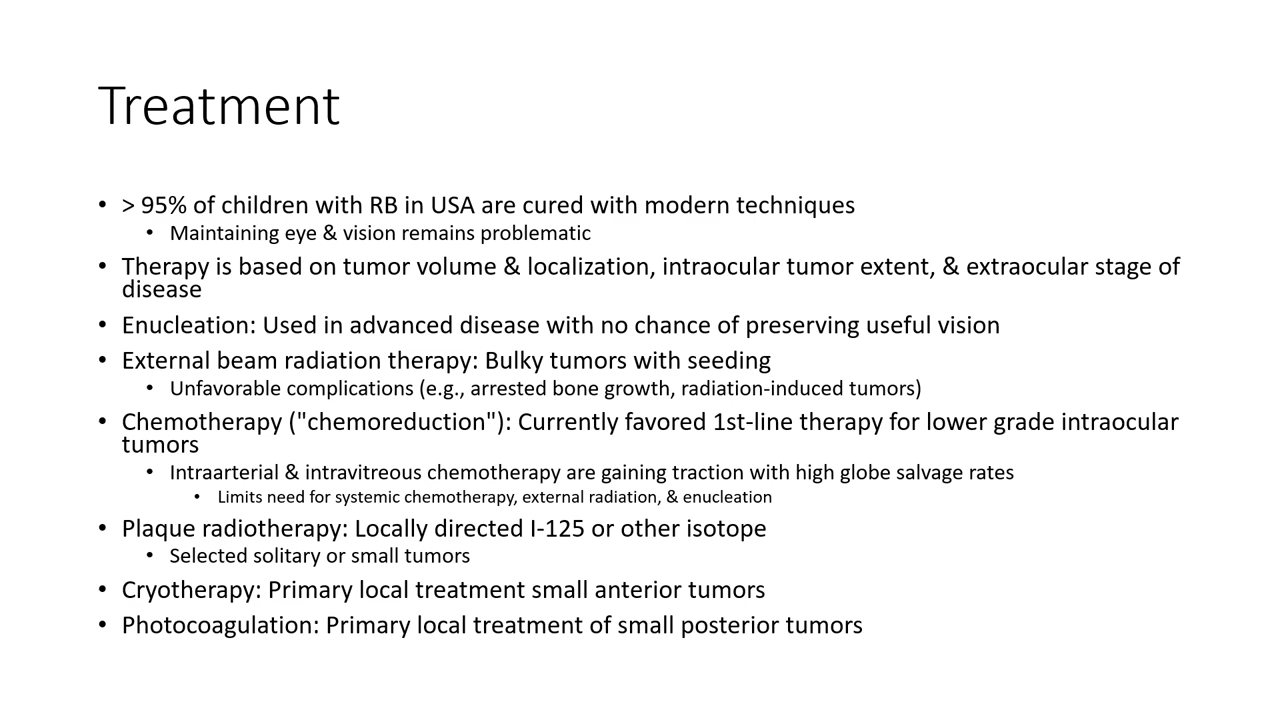 Treatment
• > 95% of children with RB in USA are cured with modern techniques
• Maintaining eye & vision remains problematic
• Therapy is based on tumor volume & localization, intraocular tumor extent, & extraocular stage of
disease
• Enucleation: Used in advanced disease with no chance of preserving useful vision
• External beam radiation therapy: Bulky tumors with seeding
• Unfavorable complications (e.g., arrested bone growth, radiation-induced tumors)
• Chemotherapy ("chemoreduction"): Currently favored 1st-line therapy for lower grade intraocular
tumors
• Intraarterial & intravitreous chemotherapy are gaining traction with high globe salvage rates
• Limits need for systemic chemotherapy, external radiation, & enucleation
• Plaque radiotherapy: Locally directed I-125 or other isotope
• Selected solitary or small tumors
• Cryotherapy: Primary local treatment small anterior tumors
• Photocoagulation: Primary local treatment of small posterior tumors